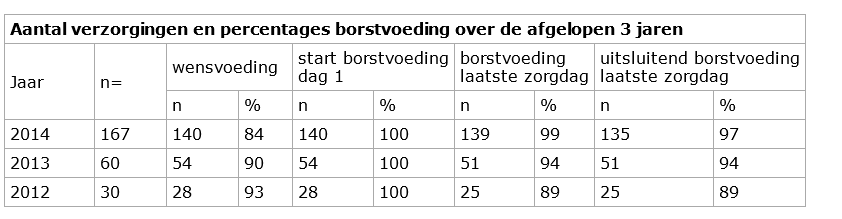 Aantal verzorgingen en percentages borstvoeding over de afgelopen 3 jaren
Jaar n= wensvoeding start borstvoeding dag 1 borstvoeding laatste zorgdag uitsluitend borstvoeding laatste zorgdag
n % n % n % n %
2014 167 140 84 140 100 139 99 135 97
2013 60 54 90 54 100 51 94 51 94
2012 30 28 93 28 100 25 89 25 89